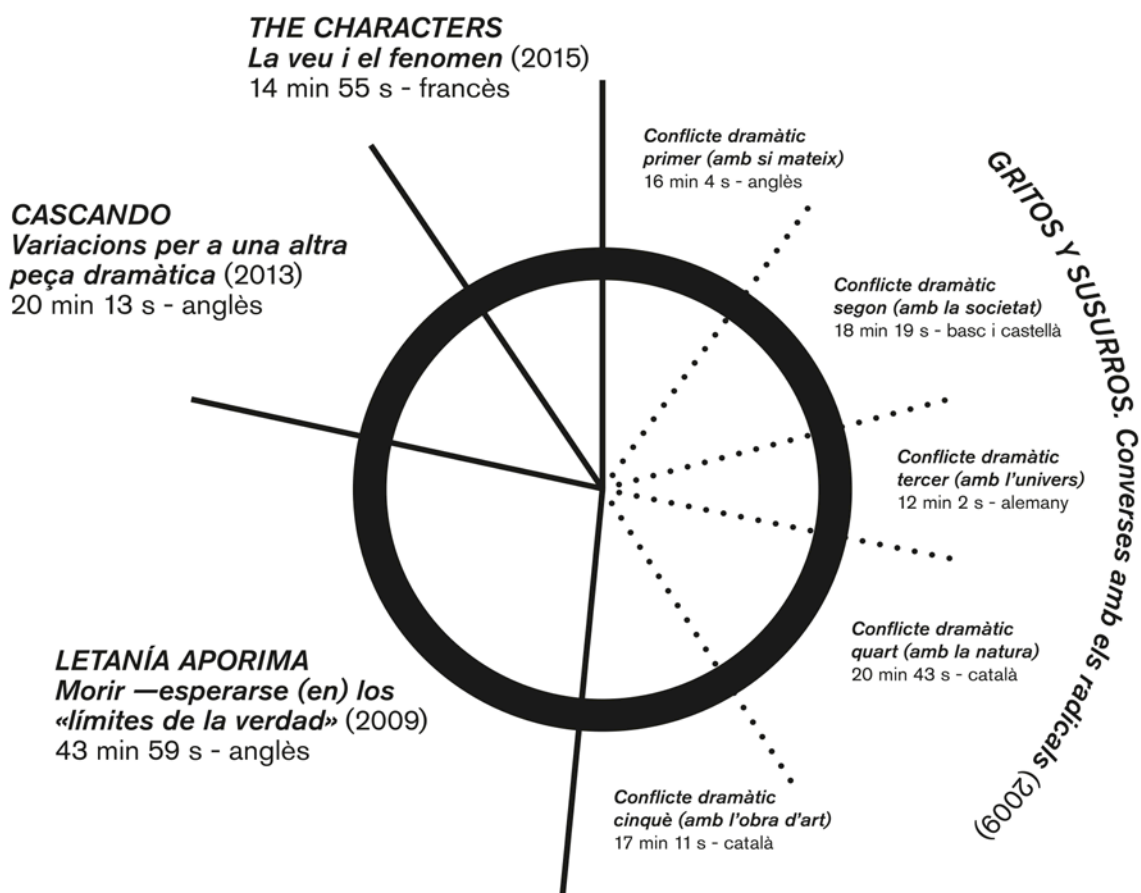 THE CHARACTERS
La veu i el fenomen (2015)
14 min 55 s - francès
Conflicte dramàtic
primer (amb si mateix)
16 min 4 s - anglès
CASCANDO
Variacions per a una altra
peça dramàtica (2013)
20 min 13 s - anglès
Conflicte dramàtic
segon (amb la societat)
18 min 19 s - basc i castellà
GRITOS Y SUSURROS. Converses amb els radicals (2009)
Conflicte dramàtic
tercer (amb l'univers)
12 min 2 s - alemany
Conflicte dramàtic
quart (amb la natura)
20 min 43 s - català
LETANÍA APORIMA
Morir —esperarse (en) los
«límites de la verdad» (2009)
43 min 59 s - anglès
Conflicte dramàtic
cinquè (amb l'obra d'art)
17 min 11 s - català